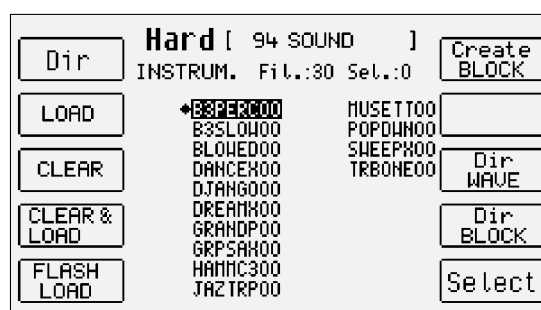 Hard [ 94 SOUND ]
INSTRUM. Fil.:30 Sel.:0
Dir
LOAD
CLEAR
CLEAR &
LOAD
FLASH
LOAD
B3PERC00
B3SLOW00
BLOWED00
DANCEX00
DJANGO00
DREAMX00
GRANDP00
GRPSAX00
HAMMC300
JAZTRP00
MUSETT00
POPDWN00
SWEEPX00
TRBONE00
Create
BLOCK
Dir
WAVE
Dir
BLOCK
Select